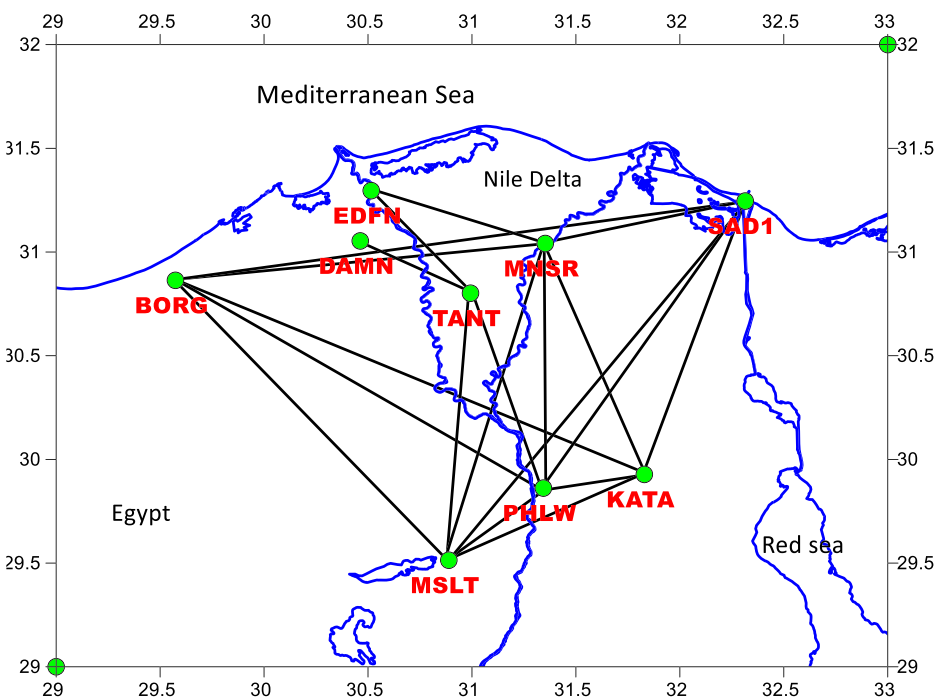 29 29.5 30 30.5 31 31.5 32 32.5 33
32 32
Mediterranean Sea
31.5 31.5
Nile Delta
EDFN
SAD1
31 31
DAMN
MNSR
BORG
TANT
30.5 30.5
30 30
KATA
Egypt
PHLW
Red sea
29.5 29.5
MSLT
29 29
29 29.5 30 30.5 31 31.5 32 32.5 33